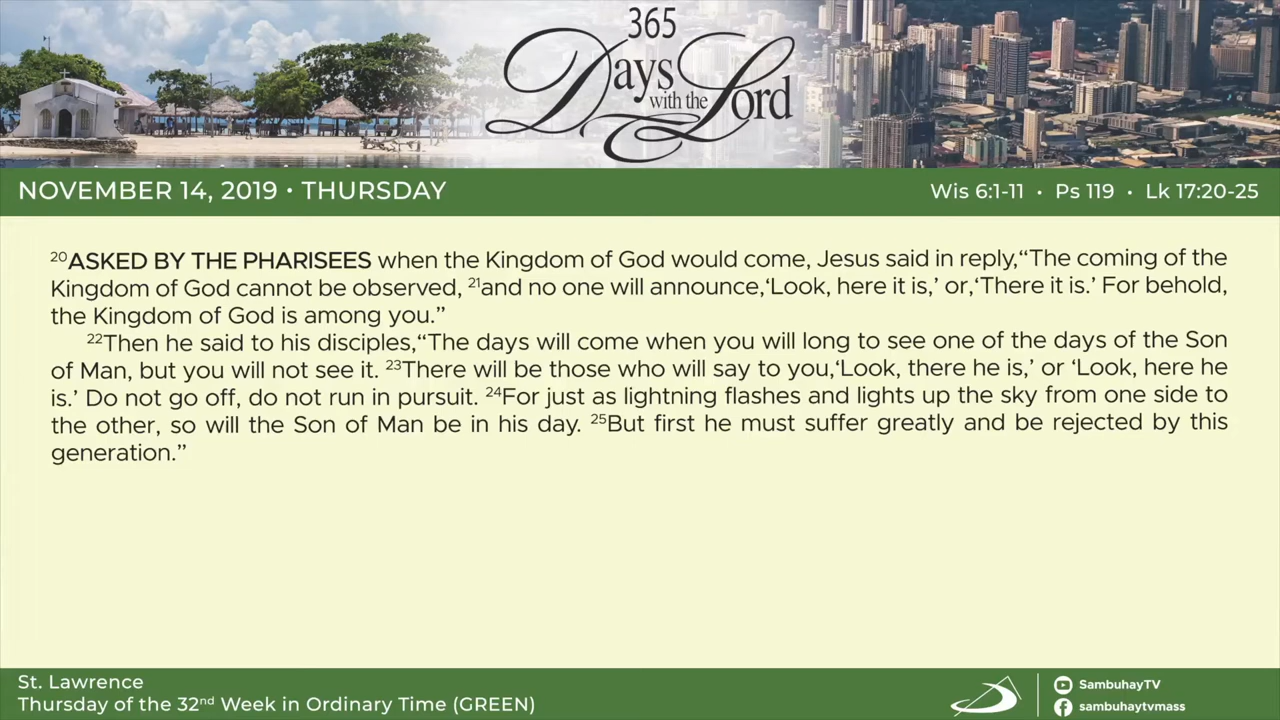 365
Days with the Lord
NOVEMBER 14, 2019 • THURSDAY
Wis 6:1-11 • Ps 119 • Lk 17:20-25
20ASKED BY THE PHARISEES when the Kingdom of God would come, Jesus said in reply,“The coming of the
Kingdom of God cannot be observed, 21and no one will announce,‘Look, here it is,’ or,‘There it is.’ For behold,
the Kingdom of God is among you.”
22Then he said to his disciples,“The days will come when you will long to see one of the days of the Son
of Man, but you will not see it. 23There will be those who will say to you,‘Look, there he is,’ or ‘Look, here he
is.’ Do not go off, do not run in pursuit. 24For just as lightning flashes and lights up the sky from one side to
the other, so will the Son of Man be in his day. 25But first he must suffer greatly and be rejected by this
generation.”
St. Lawrence
Thursday of the 32nd Week in Ordinary Time (GREEN)
SambuhayTV
sambuhaytvmass